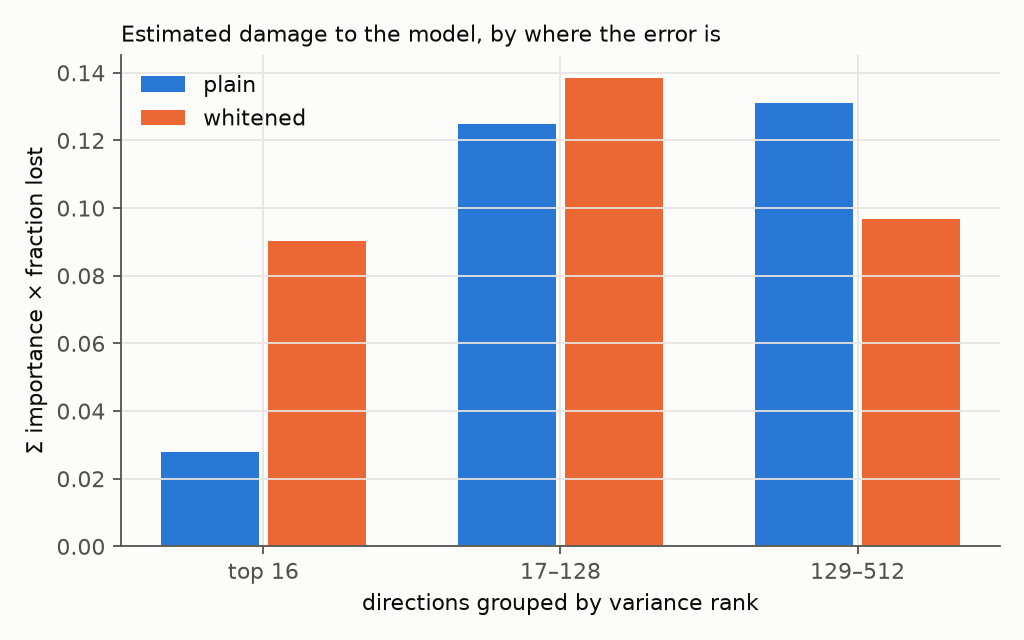 Estimated damage to the model, by where the error is
plain
whitened
Σ importance × fraction lost
0.14
0.12
0.10
0.08
0.06
0.04
0.02
0.00
top 16
17–128
129–512
directions grouped by variance rank